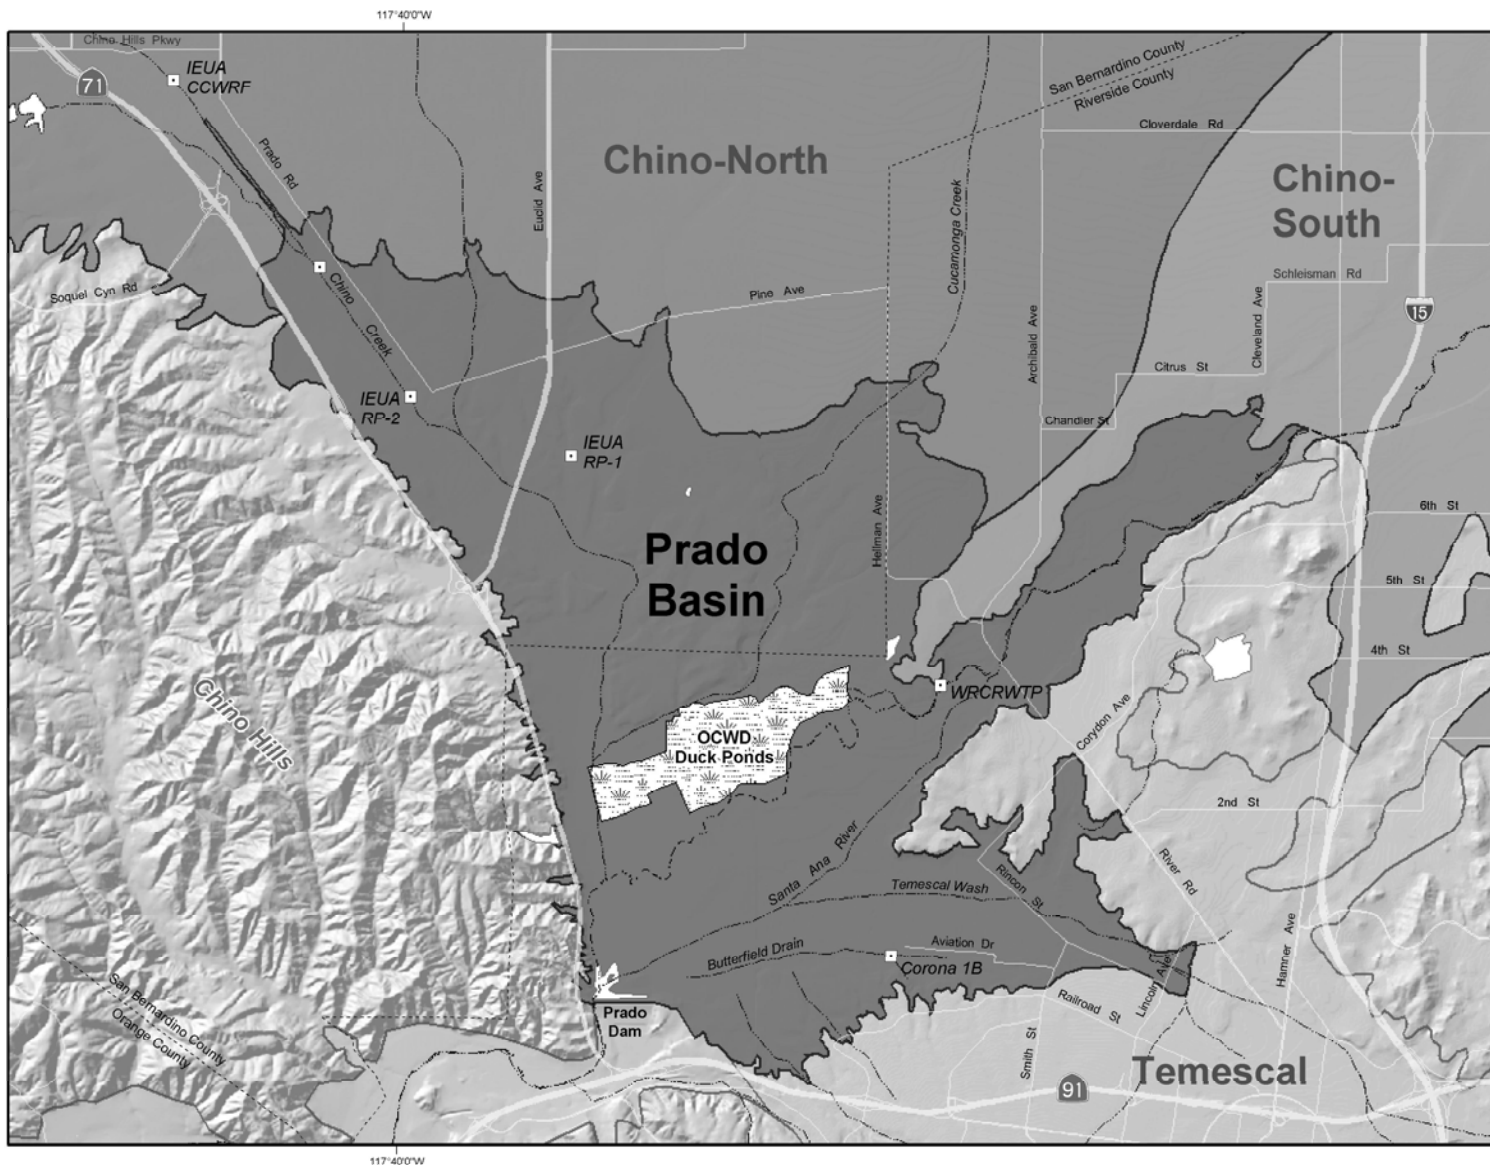 117°40'0"W
Chino Hills Pkwy
71
IEUA
CCWRF
San Bernardino County
Riverside County
Cloverdale Rd
Prado Rd
Chino-North
Euclid Ave
Cucamonga Creek
Chino-
South
Schleisman Rd
Soquel Cyn Rd
Chino
Creek
Pine Ave
15
Archibald Ave
Cleveland Ave
Citrus St
IEUA
RP-2
Chandler St
IEUA
RP-1
6th St
Hellman Ave
Prado
Basin
5th St
4th St
Chino Hills
WRCRWTP
Corydon Ave
OCWD
Duck Ponds
2nd St
Santa Ana River
River Rd
Rincon St
Temescal Wash
Butterfield Drain
Aviation Dr
Corona 1B
Hamner Ave
Lincoln Ave
San Bernardino County
Orange County
Prado
Dam
Railroad St
Smith St
Temescal
91
117°40'0"W